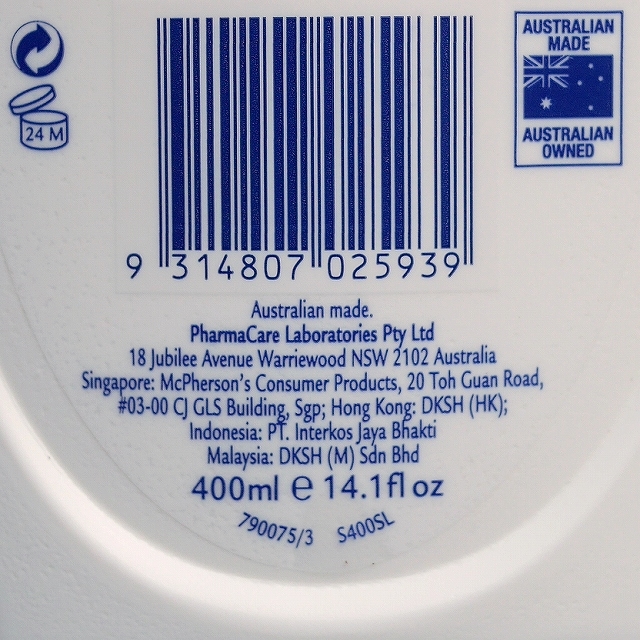 24 M
AUSTRALIAN
MADE
AUSTRALIAN
OWNED
9 314807 025939
Australian made.
PharmaCare Laboratories Pty Ltd
18 Jubilee Avenue Warriewood NSW 2102 Australia
Singapore: McPherson's Consumer Products, 20 Toh Guan Road,
#03-00 CJ GLS Building, Sgp; Hong Kong: DKSH (HK);
Indonesia: PT. Interkos Jaya Bhakti
Malaysia: DKSH (M) Sdn Bhd
400ml e 14.1fl oz
790075/3 S400SL